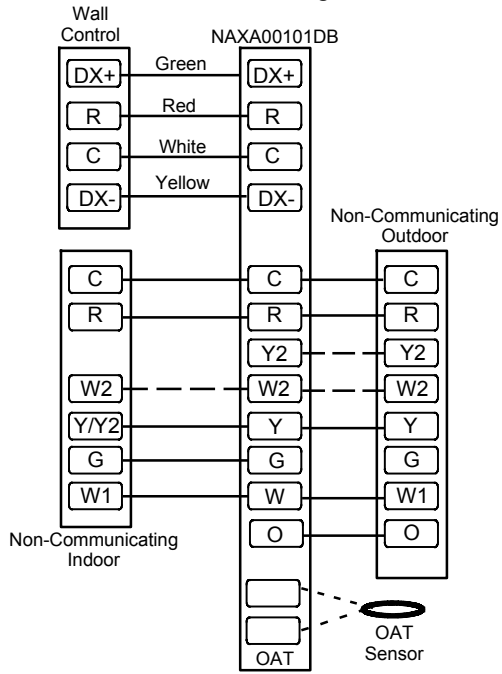 Wall
Control
NAXA00101DB
DX+ Green DX+
R Red R
C White C
DX- Yellow DX-
Non-Communicating
Outdoor
C C C
R R R
Y2 Y2
W2 W2 W2
Y/Y2 Y Y
G G G
W1 W W1
O O
Non-Communicating
Indoor
OAT
OAT
Sensor